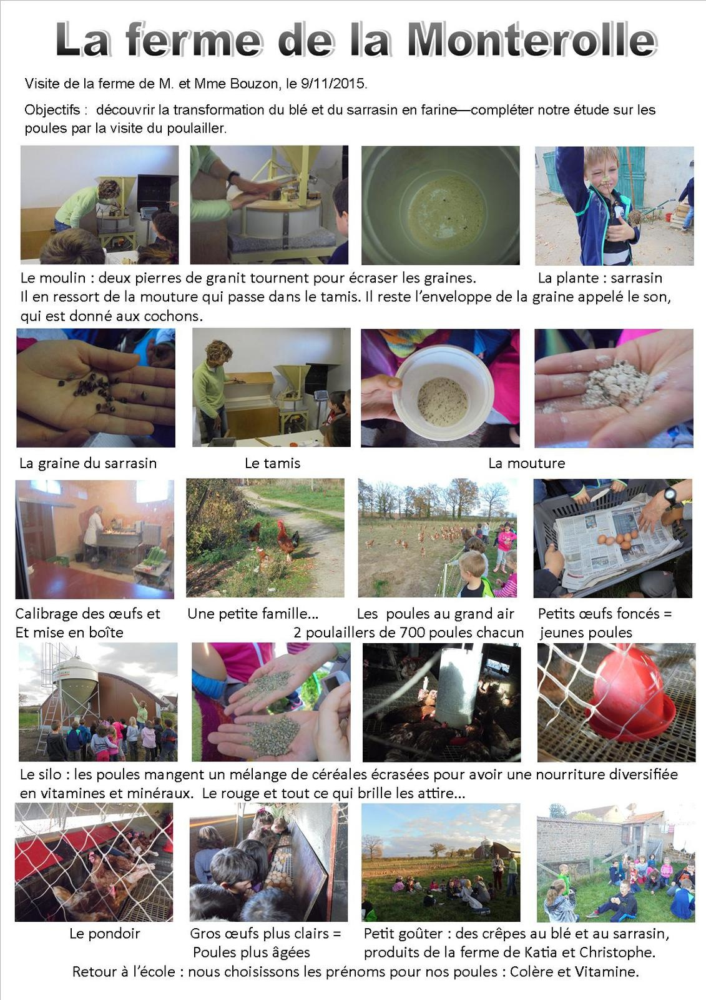 La ferme de la Monterolle
Visite de la ferme de M. et Mme Bouzon, le 9/11/2015.
Objectifs :  découvrir la transformation du blé et du sarrasin en farine—compléter notre étude sur les
poules par la visite du poulailler.
Le moulin : deux pierres de granit tournent pour écraser les graines.
La plante : sarrasin
Il en ressort de la mouture qui passe dans le tamis. Il reste l’enveloppe de la graine appelé le son,
qui est donné aux cochons.
La graine du sarrasin
Le tamis
La mouture
Calibrage des œufs et
Et mise en boîte
Une petite famille...
Les  poules au grand air
2 poulaillers de 700 poules chacun
Petits œufs foncés =
jeunes poules
Le silo : les poules mangent un mélange de céréales écrasées pour avoir une nourriture diversifiée
en vitamines et minéraux.  Le rouge et tout ce qui brille les attire...
Le pondoir
Gros œufs plus clairs =
Poules plus âgées
Petit goûter : des crêpes au blé et au sarrasin,
produits de la ferme de Katia et Christophe.
Retour à l’école : nous choisissons les prénoms pour nos poules : Colère et Vitamine.